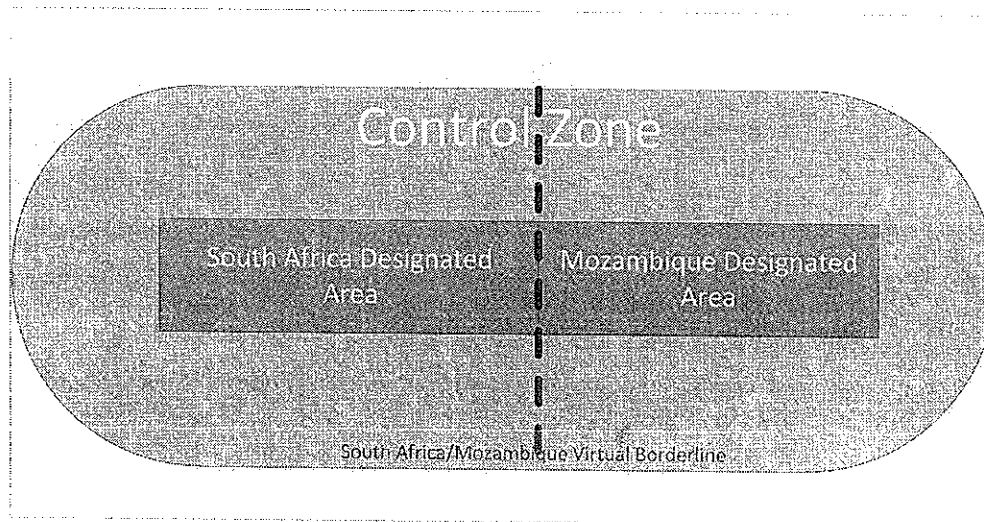 Control Zone
South Africa Designated
Area
Mozambique Designated
Area
South Africa/Mozambique Virtual Borderline